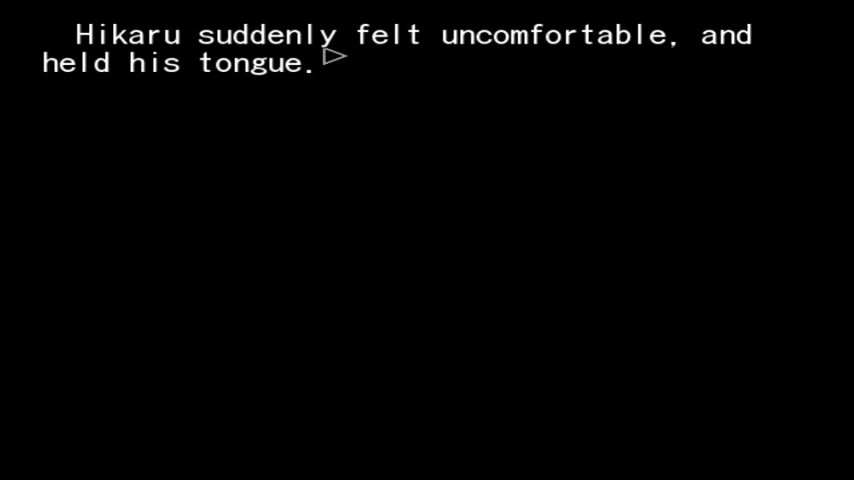 Hikaru suddenly felt uncomfortable, and
held his tongue.